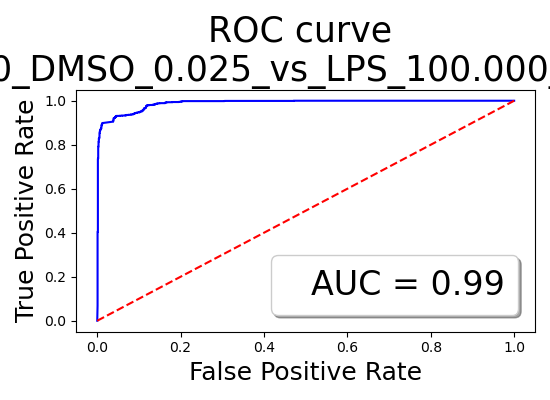 ROC curve
0_DMSO_0.025_vs_LPS_100.000_
True Positive Rate
1.0
0.8
0.6
0.4
0.2
0.0
AUC = 0.99
0.0 0.2 0.4 0.6 0.8 1.0
False Positive Rate